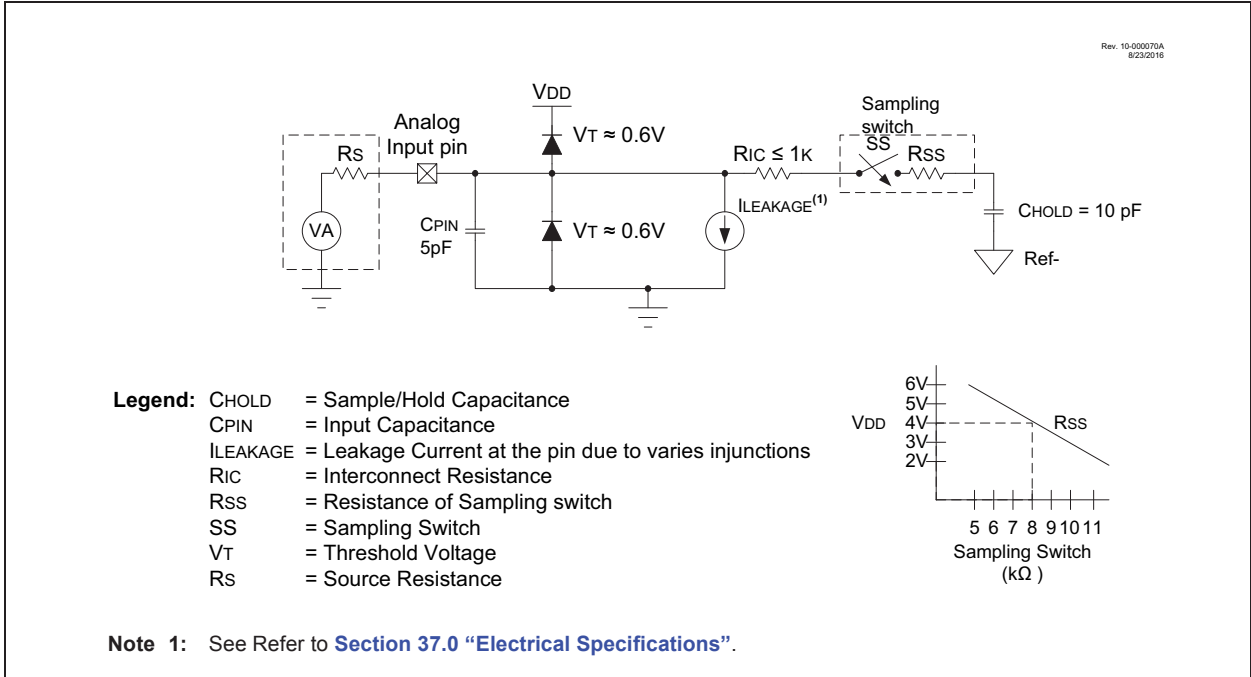 Rev. 10-000070A
8/23/2016
VDD
Sampling
switch
SS
Analog
Input pin
VT ≈ 0.6V
RS
RIC ≤ 1K
RSS
VA
CPIN
5pF
VT ≈ 0.6V
ILEAKAGE(1)
CHOLD = 10 pF
Ref-
Legend: CHOLD = Sample/Hold Capacitance
CPIN = Input Capacitance
ILEAKAGE = Leakage Current at the pin due to varies injunctions
RIC = Interconnect Resistance
RSS = Resistance of Sampling switch
SS = Sampling Switch
VT = Threshold Voltage
RS = Source Resistance
6V
5V
VDD 4V RSS
3V
2V
5 6 7 8 9 10 11
Sampling Switch
(kΩ )
Note 1: See Refer to Section 37.0 “Electrical Specifications”.